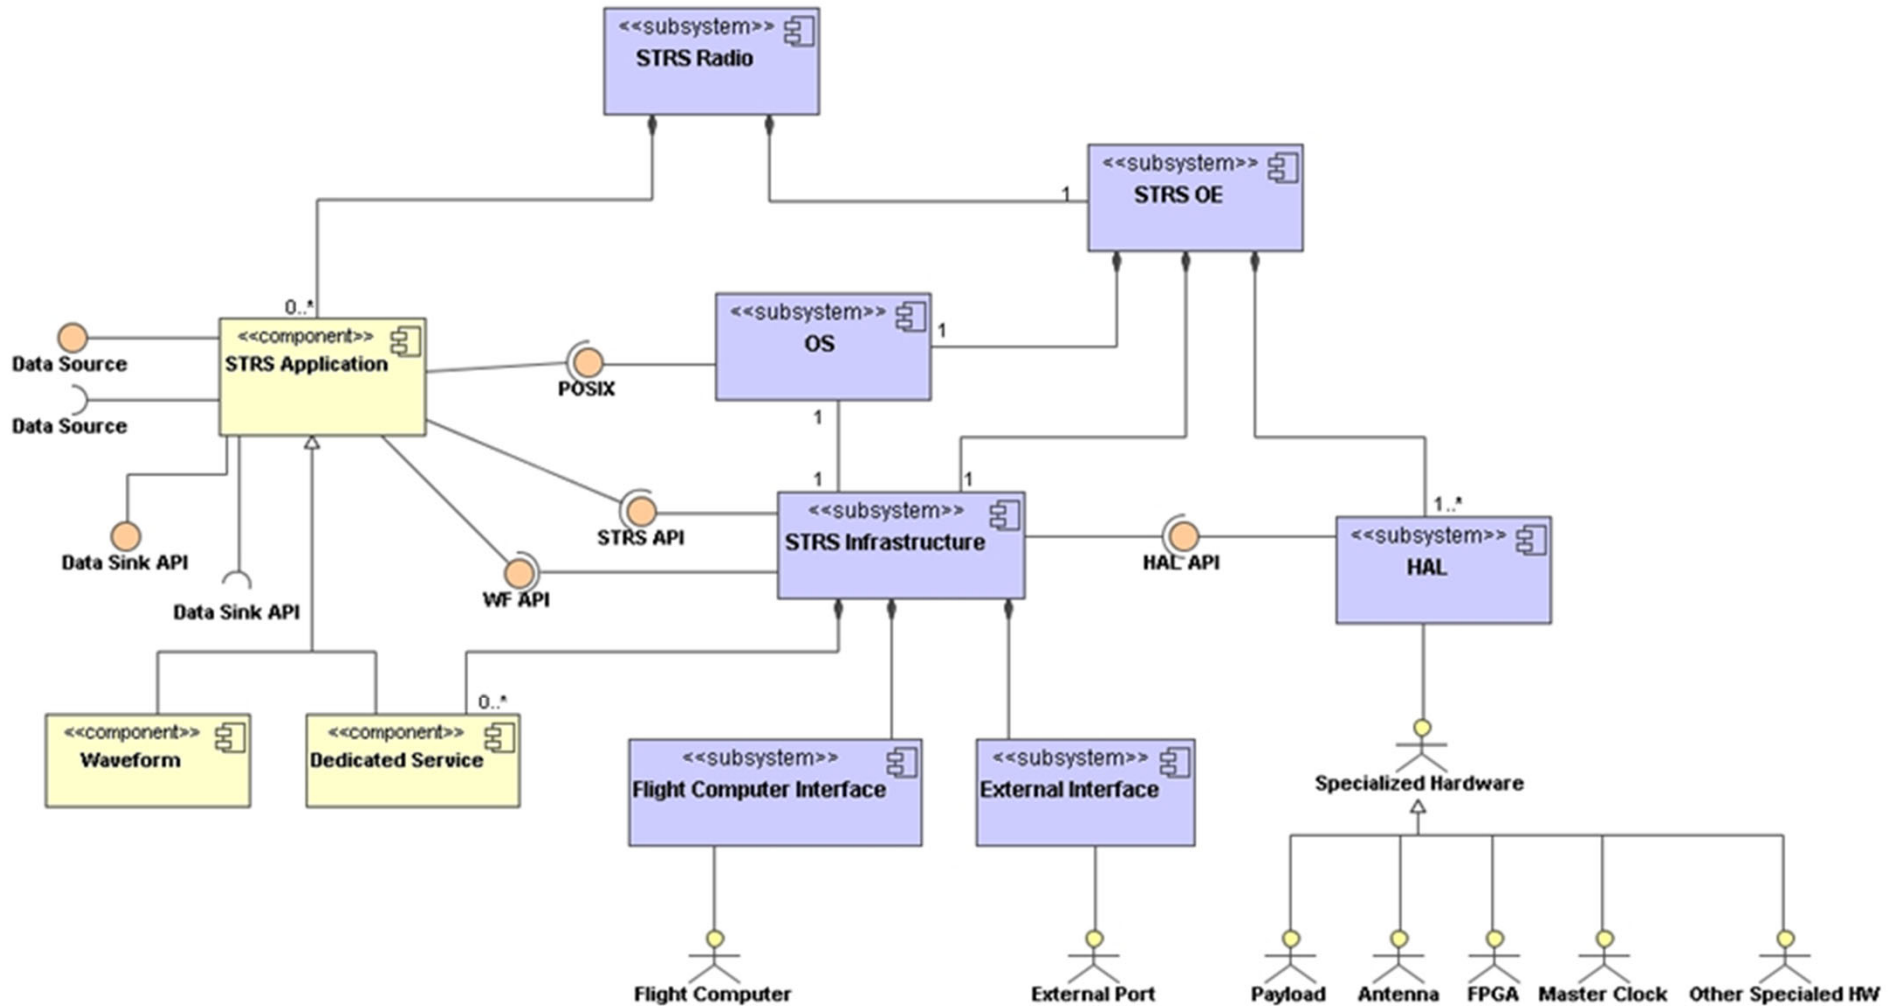 <<subsystem>>
STRS Radio
<<subsystem>>
STRS OE
1
0..*
<<component>>
STRS Application
Data Source
Data Source
<<subsystem>>
OS
1
POSIX
1
1
1
<<subsystem>>
STRS Infrastructure
STRS API
WF API
HAL API
1..*
<<subsystem>>
HAL
Data Sink API
Data Sink API
<<component>>
Waveform
0..*
<<component>>
Dedicated Service
<<subsystem>>
Flight Computer Interface
<<subsystem>>
External Interface
Specialized Hardware
Flight Computer
External Port
Payload
Antenna
FPGA
Master Clock
Other Specialed HW